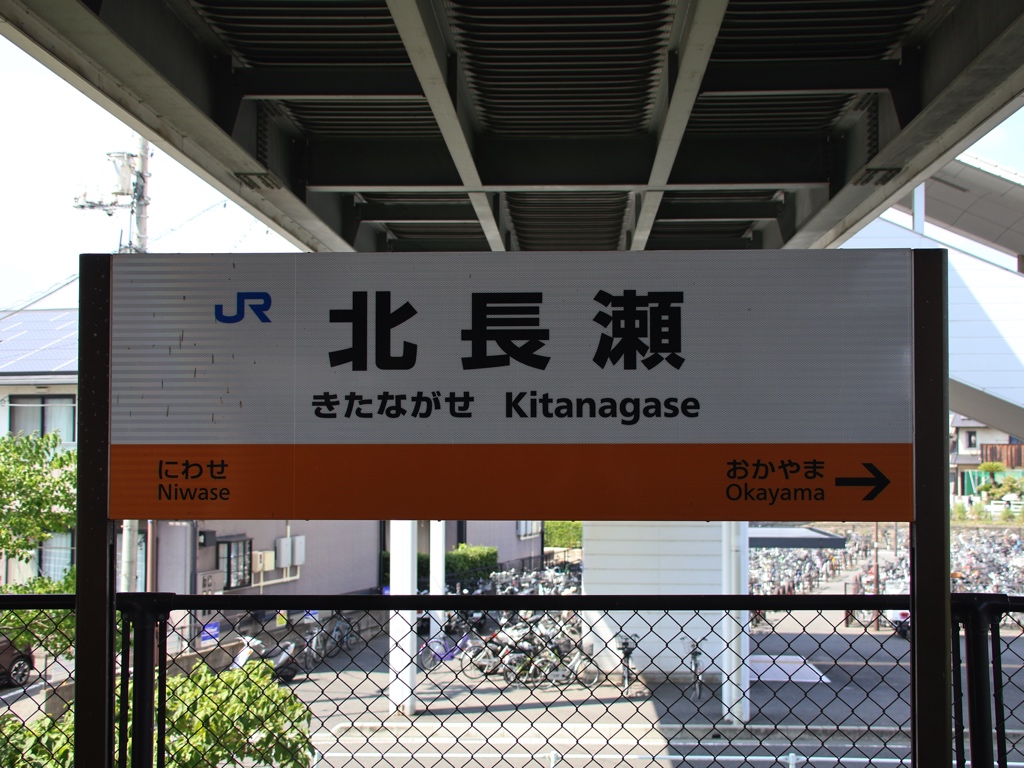 JR 北長瀬
きたながせ Kitanagase
にわせ おかやま →
Niwase Okayama